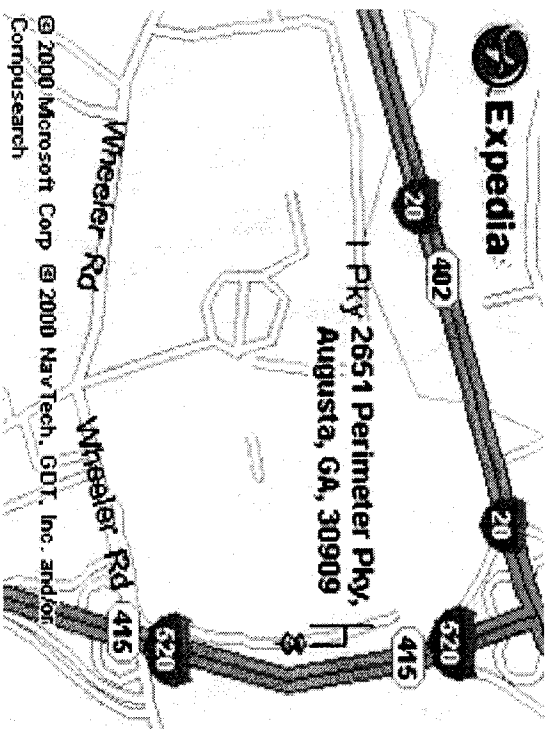 Expedia
20
402
20
l Pky 2651 Perimeter Pky,
Augusta, GA, 30909
520
415
Wheeler Rd
Wheeler Rd
415
520
© 2000 Microsoft Corp © 2000 NavTech, GDT, Inc. and/or
Compusearch